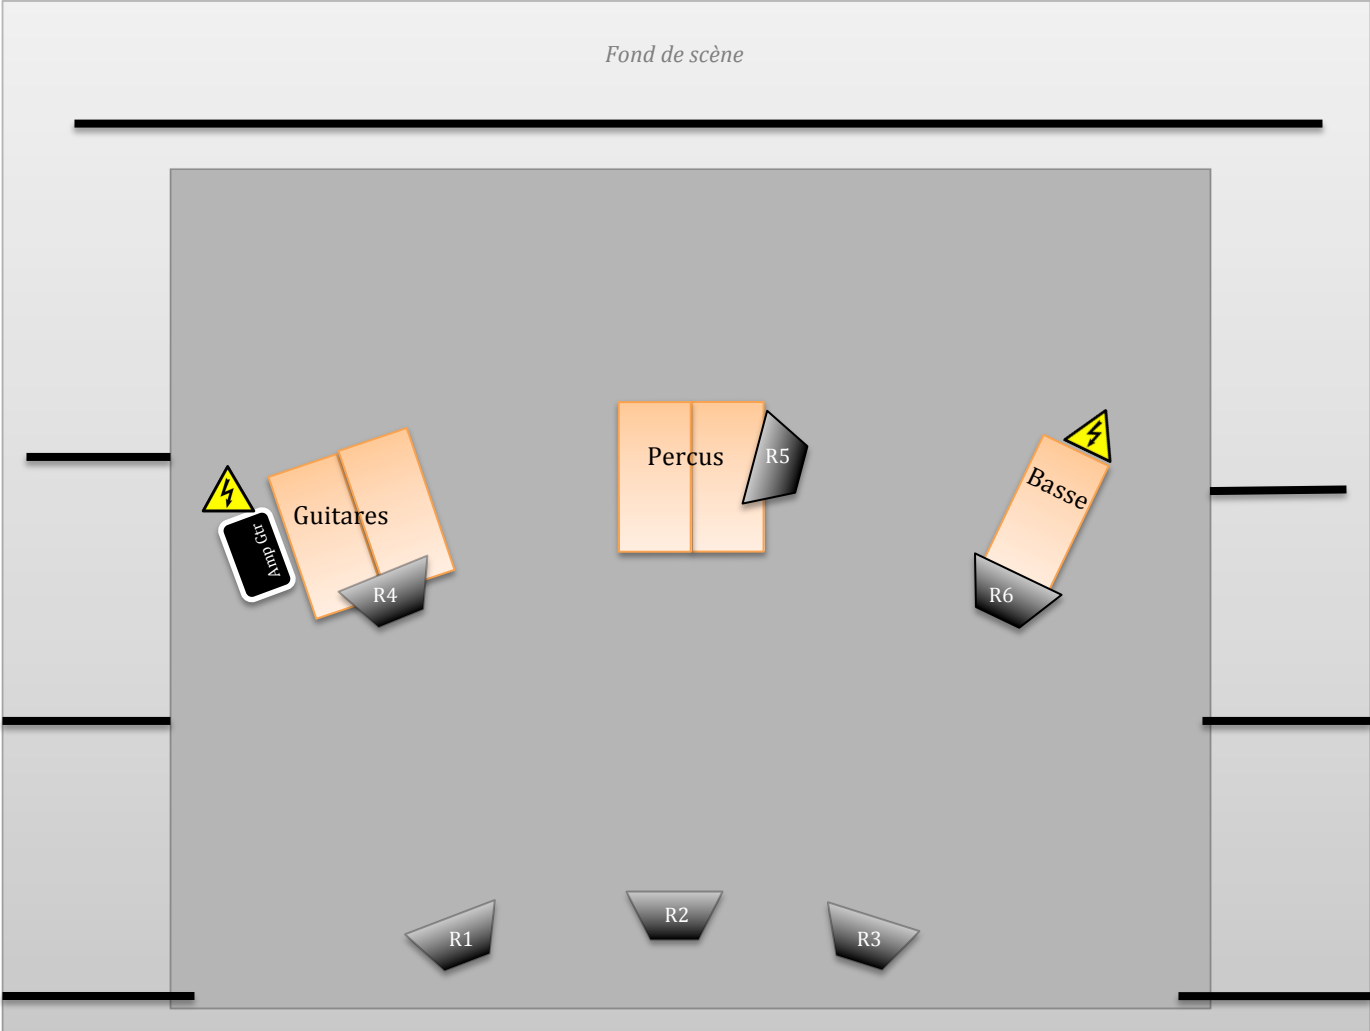 Fond de scène
Percus
R5
Basse
Guitares
Amp Gtr
R4
R6
R2
R1
R3